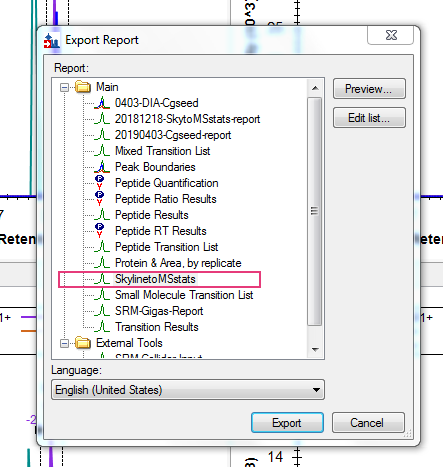 Export Report
Report:
Preview...
Edit list...
Main
0403-DIA-Cgseed
20181218-SkytoMSstats-report
20190403-Cgseed-report
Mixed Transition List
Peak Boundaries
Peptide Quantification
Peptide Ratio Results
Peptide Results
Peptide RT Results
Peptide Transition List
Protein & Area, by replicate
SkylinetoMSstats
Small Molecule Transition List
SRM-Gigas-Report
Transition Results
External Tools
SRM Collider Input
Language:
English (United States)
Export
Cancel
7
Reten
1+
-2
25
eten
1+
14